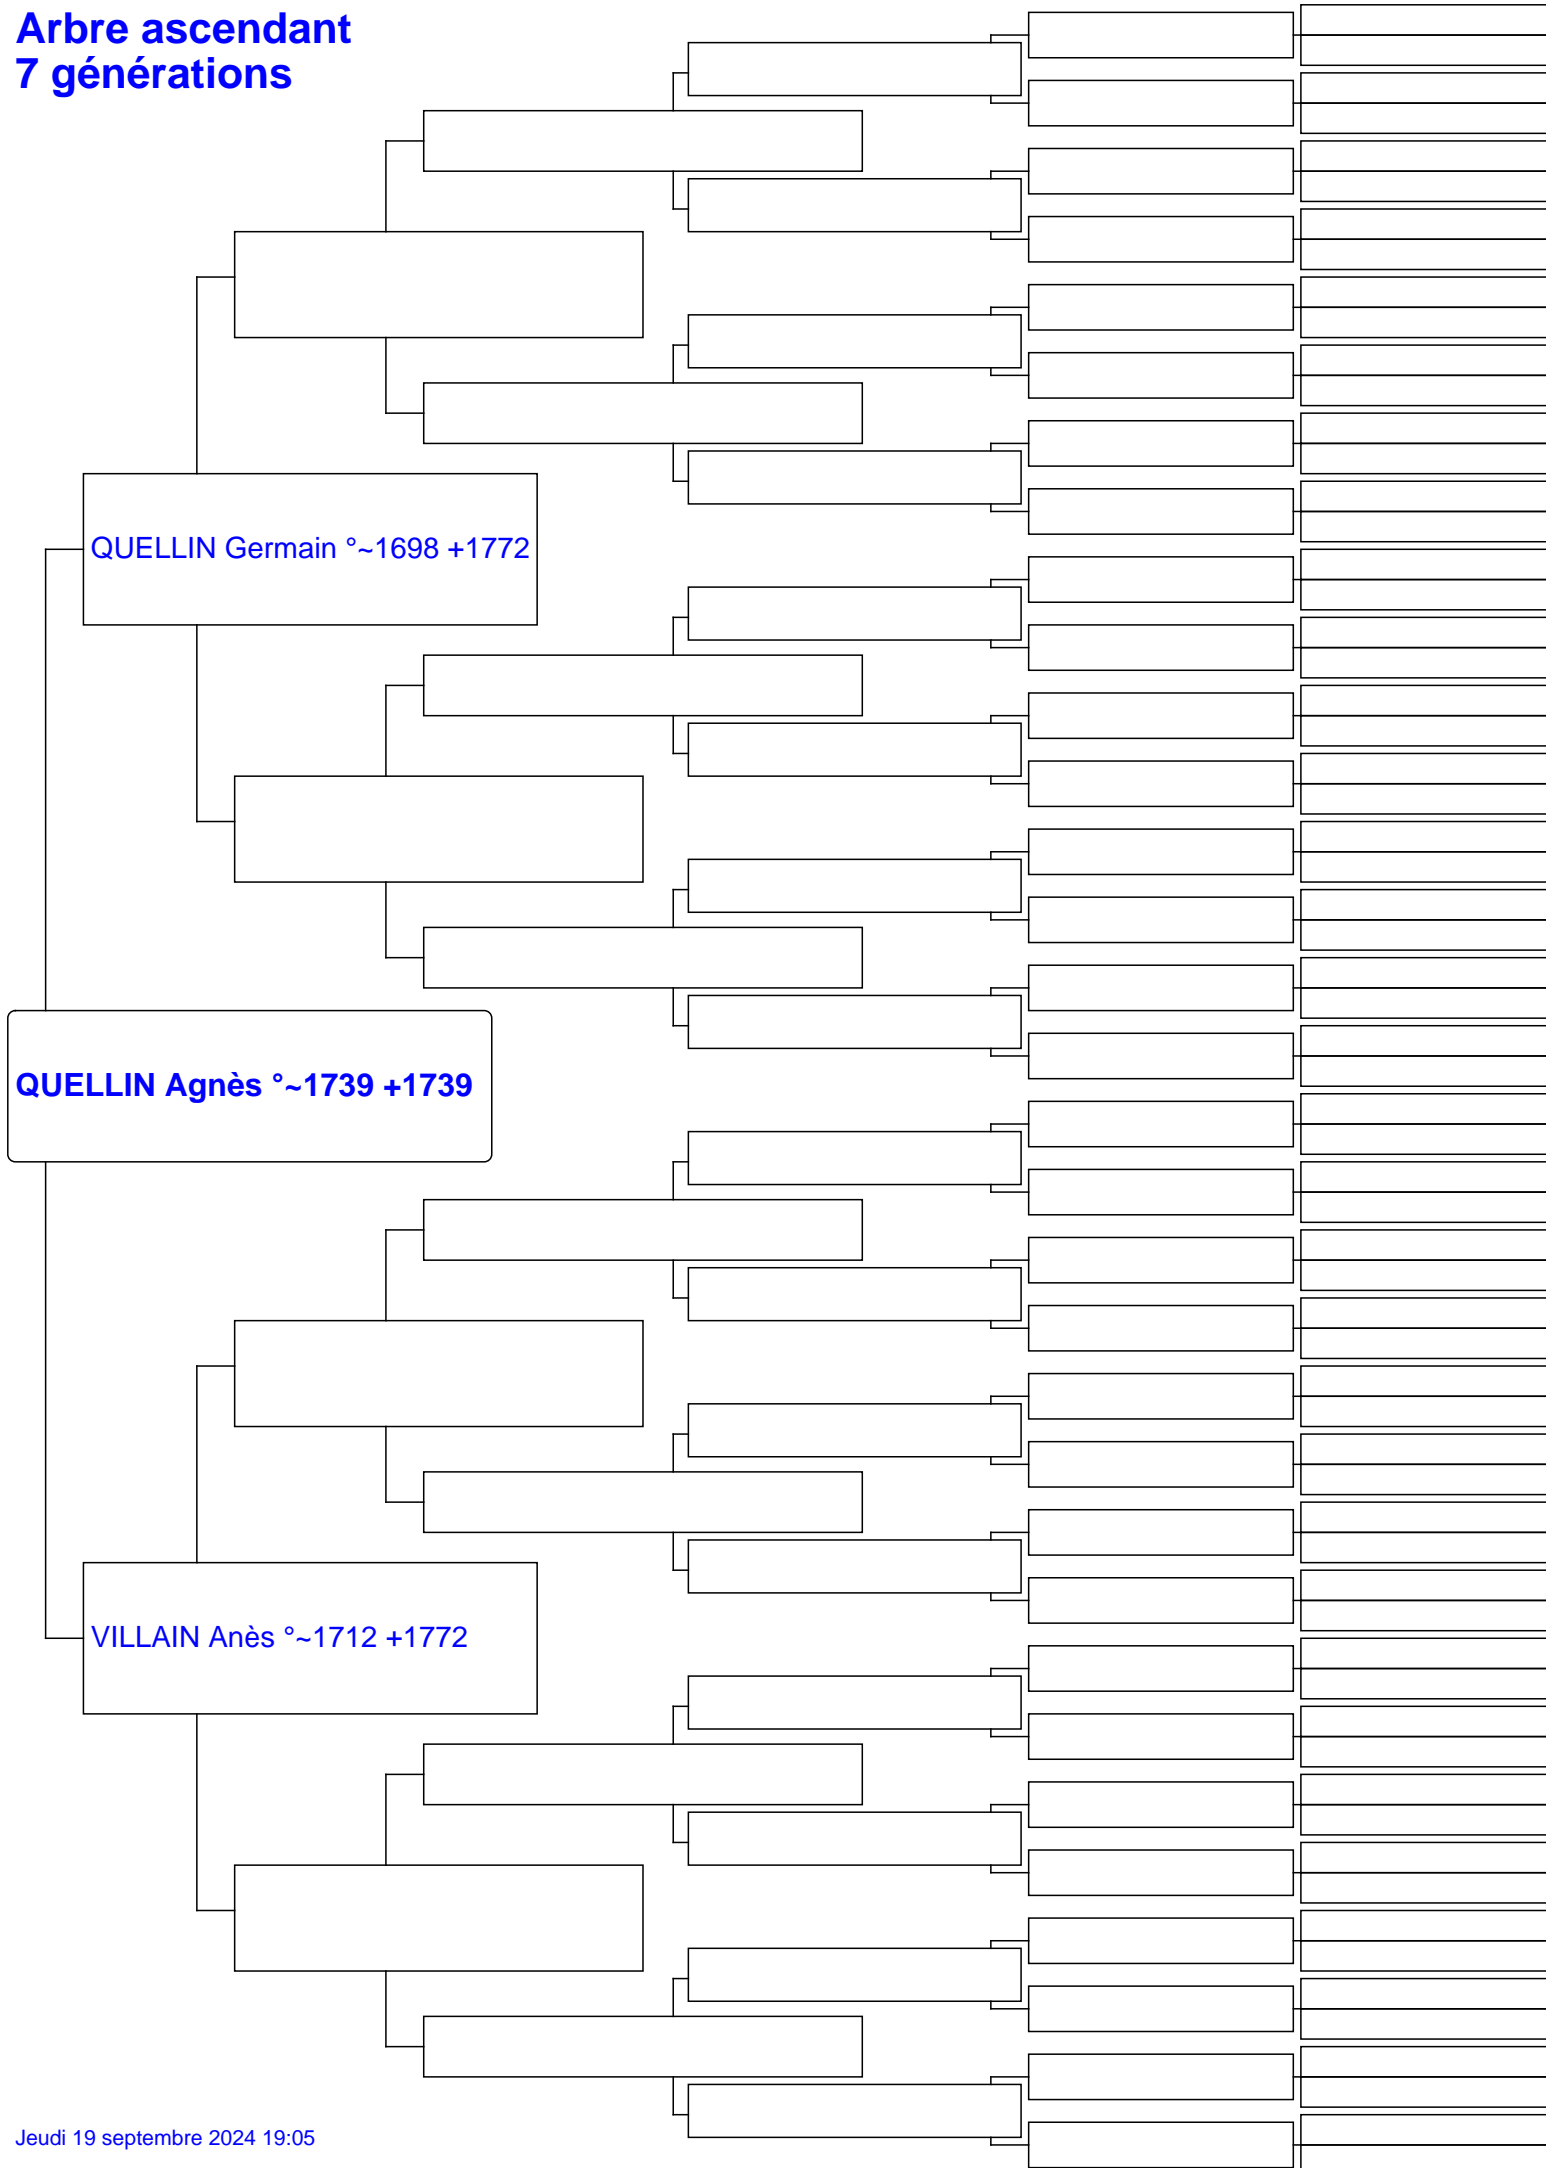 Arbre ascendant
7 générations
QUELLIN Germain °~1698 +1772
QUELLIN Agnès °~1739 +1739
VILLAIN Anès °~1712 +1772
Jeudi 19 septembre 2024 19:05